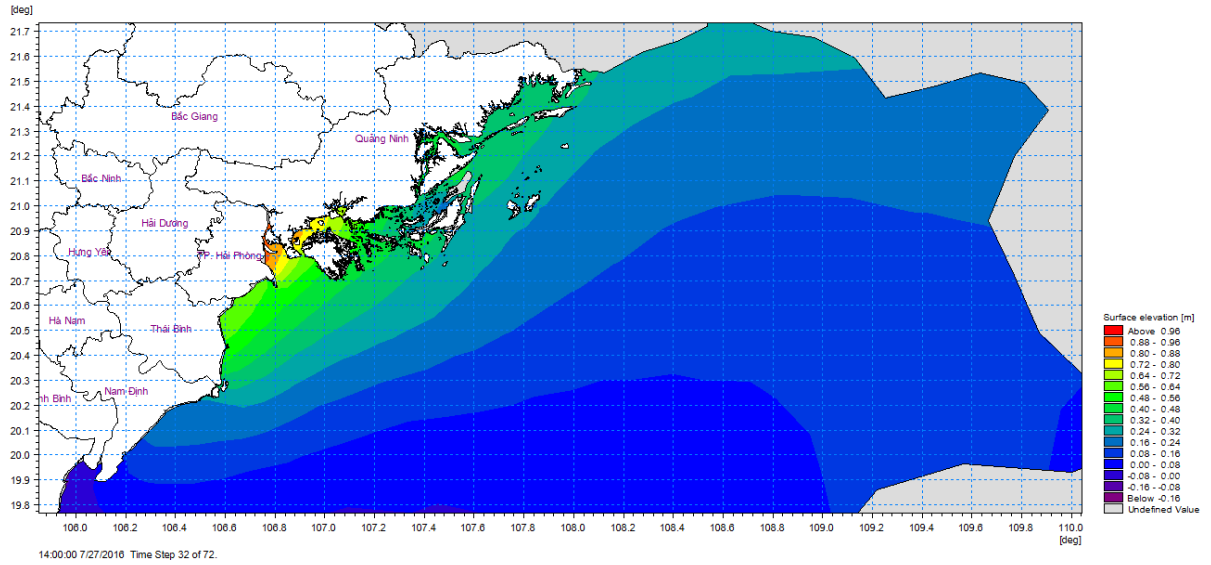 [deg]
21.7
21.6
21.5
21.4
21.3
21.2
21.1
21.0
20.9
20.8
20.7
20.6
20.5
20.4
20.3
20.2
20.1
20.0
19.9
19.8
Bắc Giang
Quảng Ninh
Bắc Ninh
Hải Dương
Hưng Yên
TP. Hải Phòng
Hà Nam
Thái Bình
Nam Định
nh Bình
106.0 106.2 106.4 106.6 106.8 107.0 107.2 107.4 107.6 107.8 108.0 108.2 108.4 108.6 108.8 109.0 109.2 109.4 109.6 109.8 110.0
[deg]
Surface elevation [m]
Above 0.96
0.88 - 0.96
0.80 - 0.88
0.72 - 0.80
0.64 - 0.72
0.56 - 0.64
0.48 - 0.56
0.40 - 0.48
0.32 - 0.40
0.24 - 0.32
0.16 - 0.24
0.08 - 0.16
0.00 - 0.08
-0.08 - 0.00
-0.16 - -0.08
Below -0.16
Undefined Value
14:00:00 7/27/2016 Time Step 32 of 72.